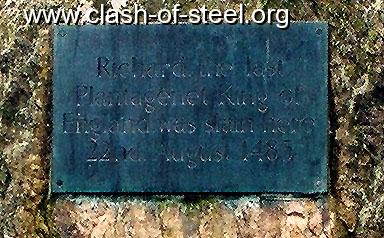 www.clash-of-steel.org
Richard, the last
Plantagenet King of
England was slain here
22nd August 1485